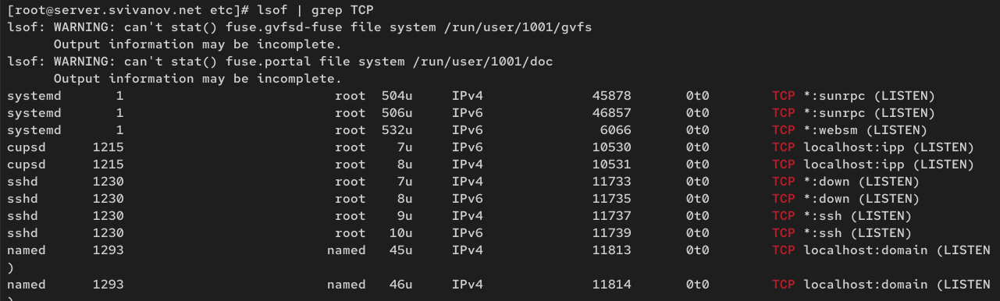 [root@server.svivanov.net etc]# lsof | grep TCP
lsof: WARNING: can't stat() fuse.gvfsd-fuse file system /run/user/1001/gvfs
      Output information may be incomplete.
lsof: WARNING: can't stat() fuse.portal file system /run/user/1001/doc
      Output information may be incomplete.
systemd       1                           root  504u     IPv4              45878       0t0        TCP *:sunrpc (LISTEN)
systemd       1                           root  506u     IPv6              46857       0t0        TCP *:sunrpc (LISTEN)
systemd       1                           root  532u     IPv6               6066       0t0        TCP *:websm (LISTEN)
cupsd      1215                           root    7u     IPv6              10530       0t0        TCP localhost:ipp (LISTEN)
cupsd      1215                           root    8u     IPv4              10531       0t0        TCP localhost:ipp (LISTEN)
sshd       1230                           root    7u     IPv4              11733       0t0        TCP *:down (LISTEN)
sshd       1230                           root    8u     IPv6              11735       0t0        TCP *:down (LISTEN)
sshd       1230                           root    9u     IPv4              11737       0t0        TCP *:ssh (LISTEN)
sshd       1230                           root   10u     IPv6              11739       0t0        TCP *:ssh (LISTEN)
named      1293                          named   45u     IPv4              11813       0t0        TCP localhost:domain (LISTEN
)
named      1293                          named   46u     IPv4              11814       0t0        TCP localhost:domain (LISTEN
)